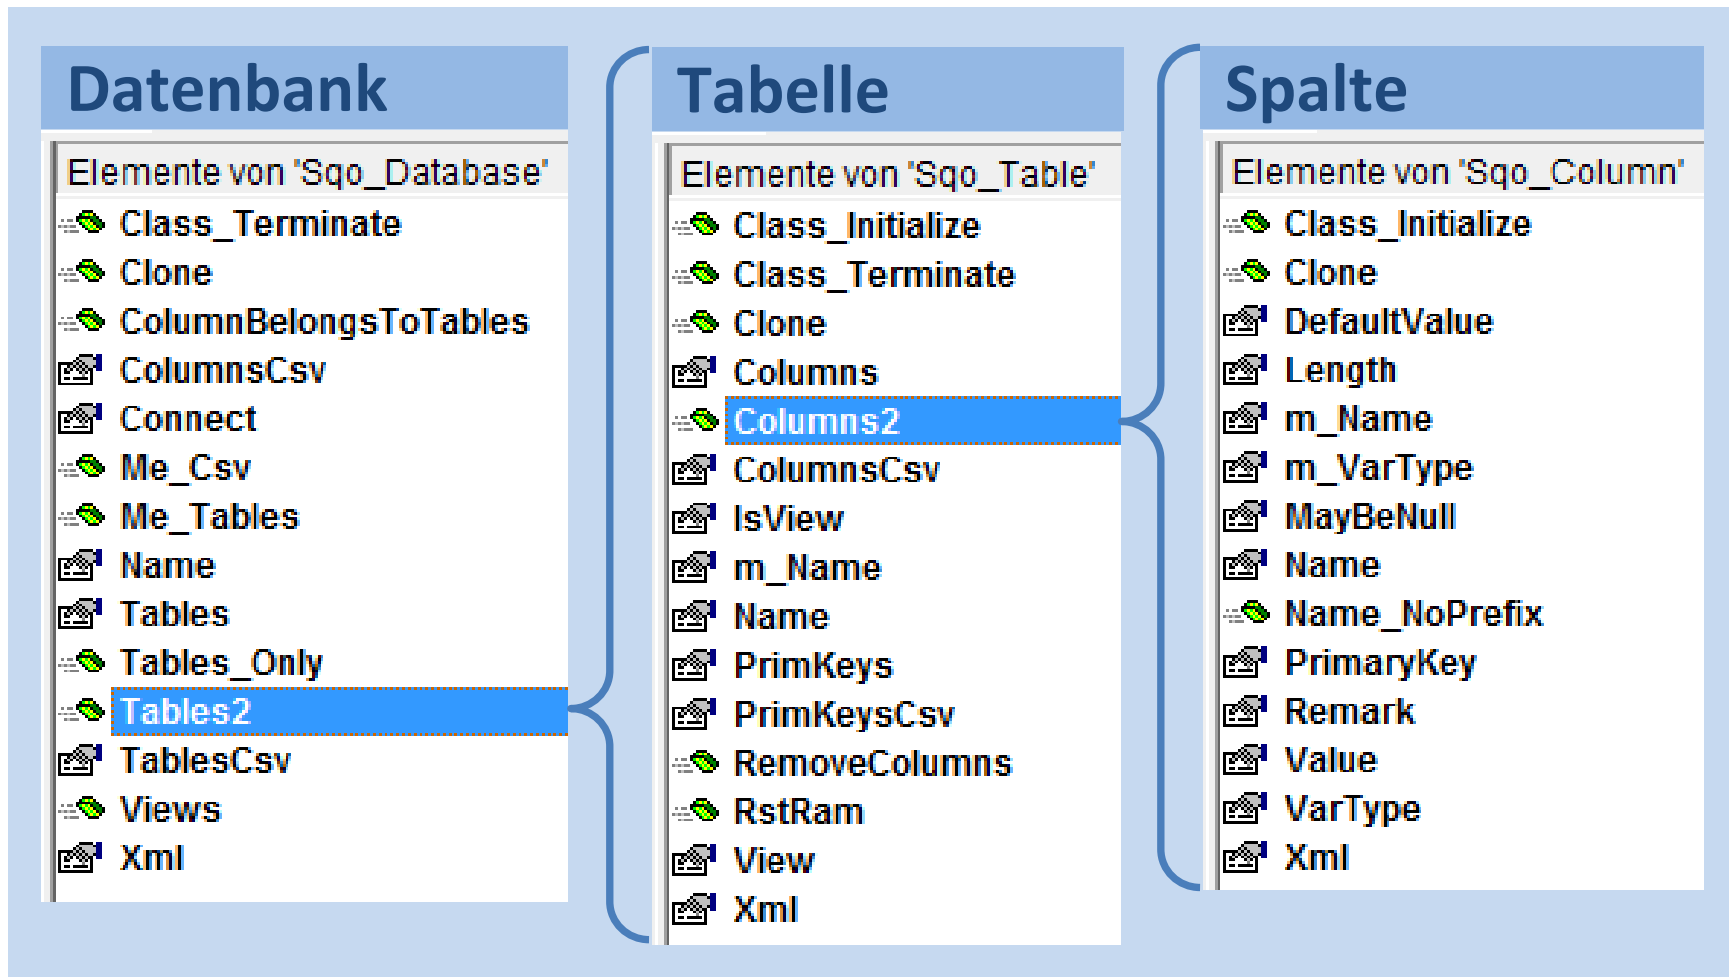 Datenbank
Elemente von 'Sqo_Database'
Class_Terminate
Clone
ColumnBelongsToTables
ColumnsCsv
Connect
Me_Csv
Me_Tables
Name
Tables
Tables_Only
Tables2
TablesCsv
Views
Xml
Tabelle
Elemente von 'Sqo_Table'
Class_Initialize
Class_Terminate
Clone
Columns
Columns2
ColumnsCsv
IsView
m_Name
Name
PrimKeys
PrimKeysCsv
RemoveColumns
RstRam
View
Xml
Spalte
Elemente von 'Sqo_Column'
Class_Initialize
Clone
DefaultValue
Length
m_Name
m_VarType
MayBeNull
Name
Name_NoPrefix
PrimaryKey
Remark
Value
VarType
Xml